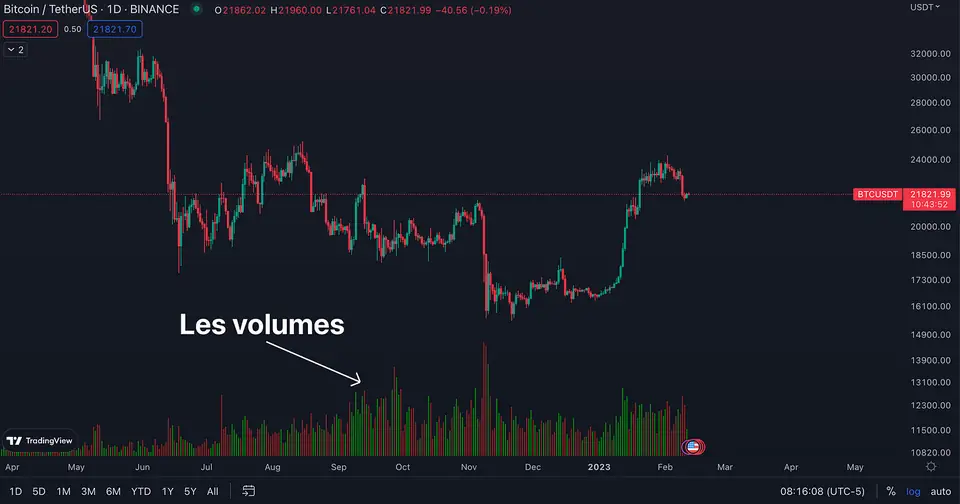 Bitcoin / TetherUS · 1D · BINANCE O21862.02 H21960.00 L21761.04 C21821.99 −40.56 (−0.19%) USDT
21821.20 0.50 21821.70
2
32000.00
30000.00
28000.00
26000.00
24000.00
BTCUSDT 21821.99
10:43:52
20000.00
18500.00
17300.00
16100.00
Les volumes
14900.00
13900.00
13100.00
12300.00
11500.00
TradingView
10820.00
Apr May Jun Jul Aug Sep Oct Nov Dec 2023 Feb Mar Apr May
1D 5D 1M 3M 6M YTD 1Y 5Y All 08:16:08 (UTC-5) % log auto